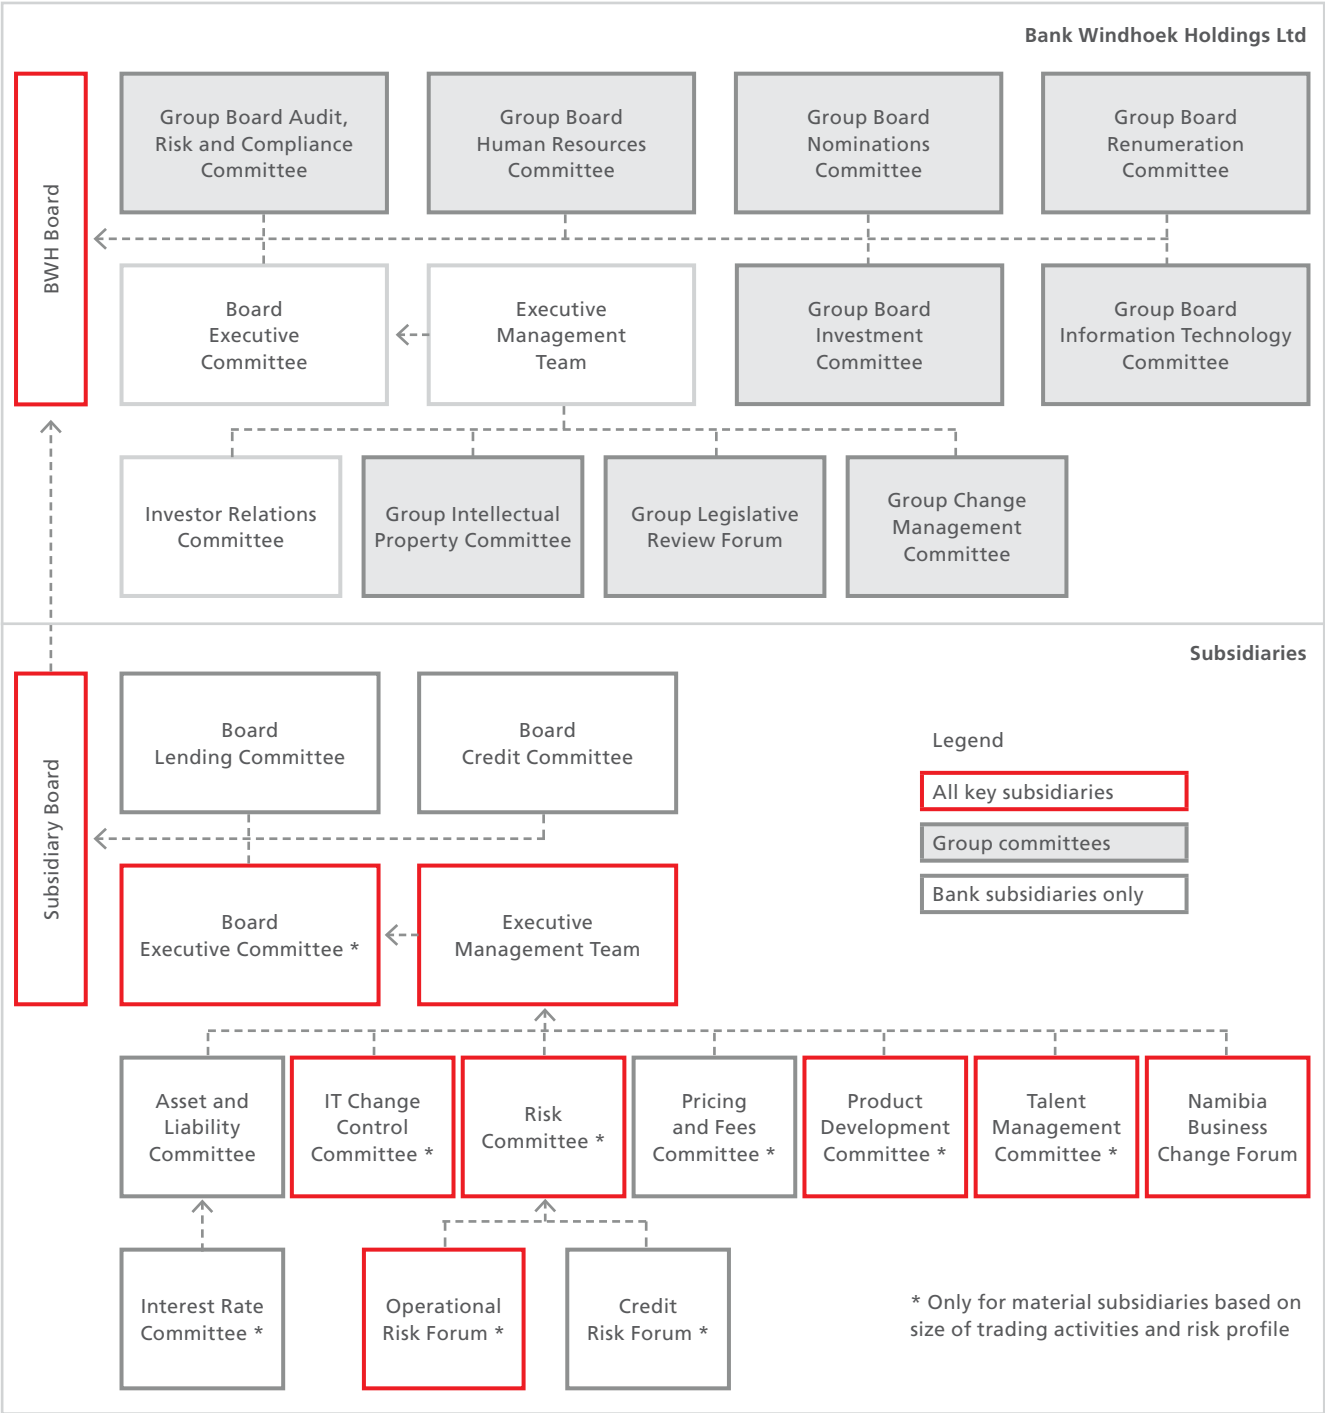 Bank Windhoek Holdings Ltd
BWH Board
Group Board Audit,
Risk and Compliance
Committee
Group Board
Human Resources
Committee
Group Board
Nominations
Committee
Group Board
Renumeration
Committee
Board
Executive
Committee
Executive
Management
Team
Group Board
Investment
Committee
Group Board
Information Technology
Committee
Investor Relations
Committee
Group Intellectual
Property Committee
Group Legislative
Review Forum
Group Change
Management
Committee
Subsidiaries
Subsidiary Board
Board
Lending Committee
Board
Credit Committee
Legend
All key subsidiaries
Group committees
Bank subsidiaries only
Board
Executive Committee *
Executive
Management Team
Asset and
Liability
Committee
IT Change
Control
Committee *
Risk
Committee *
Pricing
and Fees
Committee *
Product
Development
Committee *
Talent
Management
Committee *
Namibia
Business
Change Forum
Interest Rate
Committee *
Operational
Risk Forum *
Credit
Risk Forum *
* Only for material subsidiaries based on
size of trading activities and risk profile